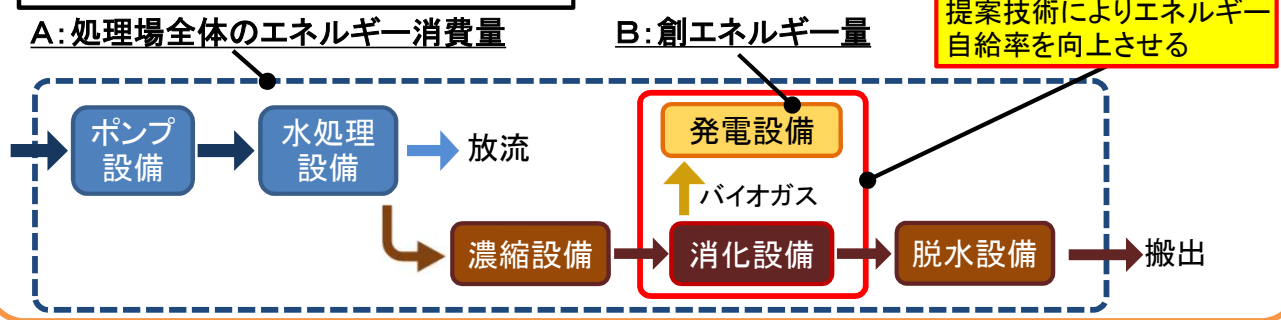 提案技術によりエネルギー
自給率を向上させる
A:処理場全体のエネルギー消費量
B:創エネルギー量
ポンプ
設備
水処理
設備
放流
発電設備
バイオガス
濃縮設備
消化設備
脱水設備
搬出